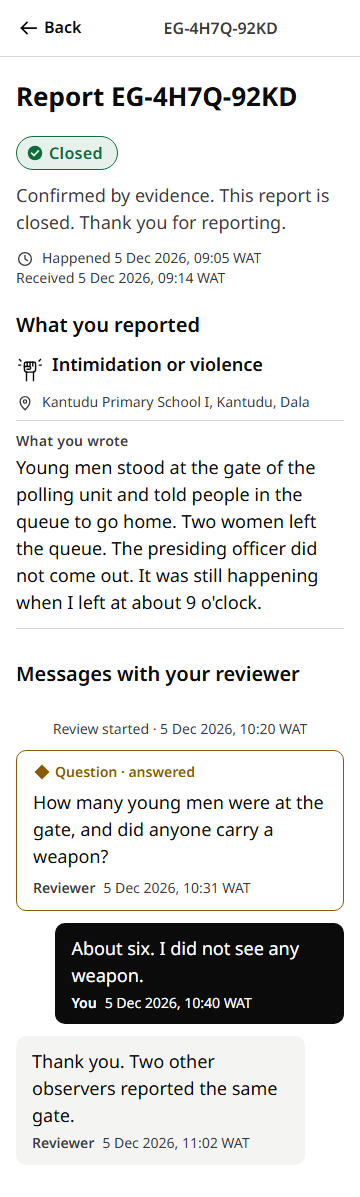 Back
EG-4H7Q-92KD
Report EG-4H7Q-92KD
Closed
Confirmed by evidence. This report is
closed. Thank you for reporting.
Happened 5 Dec 2026, 09:05 WAT
Received 5 Dec 2026, 09:14 WAT
What you reported
Intimidation or violence
Kantudu Primary School I, Kantudu, Dala
What you wrote
Young men stood at the gate of the
polling unit and told people in the
queue to go home. Two women left
the queue. The presiding officer did
not come out. It was still happening
when I left at about 9 o'clock.
Messages with your reviewer
Review started · 5 Dec 2026, 10:20 WAT
Question · answered
How many young men were at the
gate, and did anyone carry a
weapon?
Reviewer 5 Dec 2026, 10:31 WAT
About six. I did not see any
weapon.
You 5 Dec 2026, 10:40 WAT
Thank you. Two other
observers reported the same
gate.
Reviewer 5 Dec 2026, 11:02 WAT